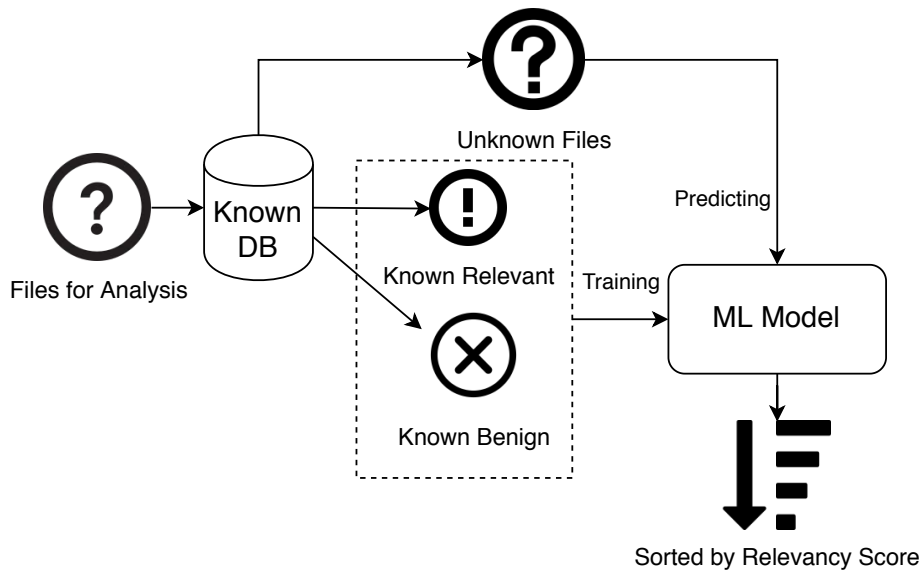 Unknown Files
Predicting
Known
DB
Files for Analysis
Known Relevant
Training
ML Model
Known Benign
Sorted by Relevancy Score